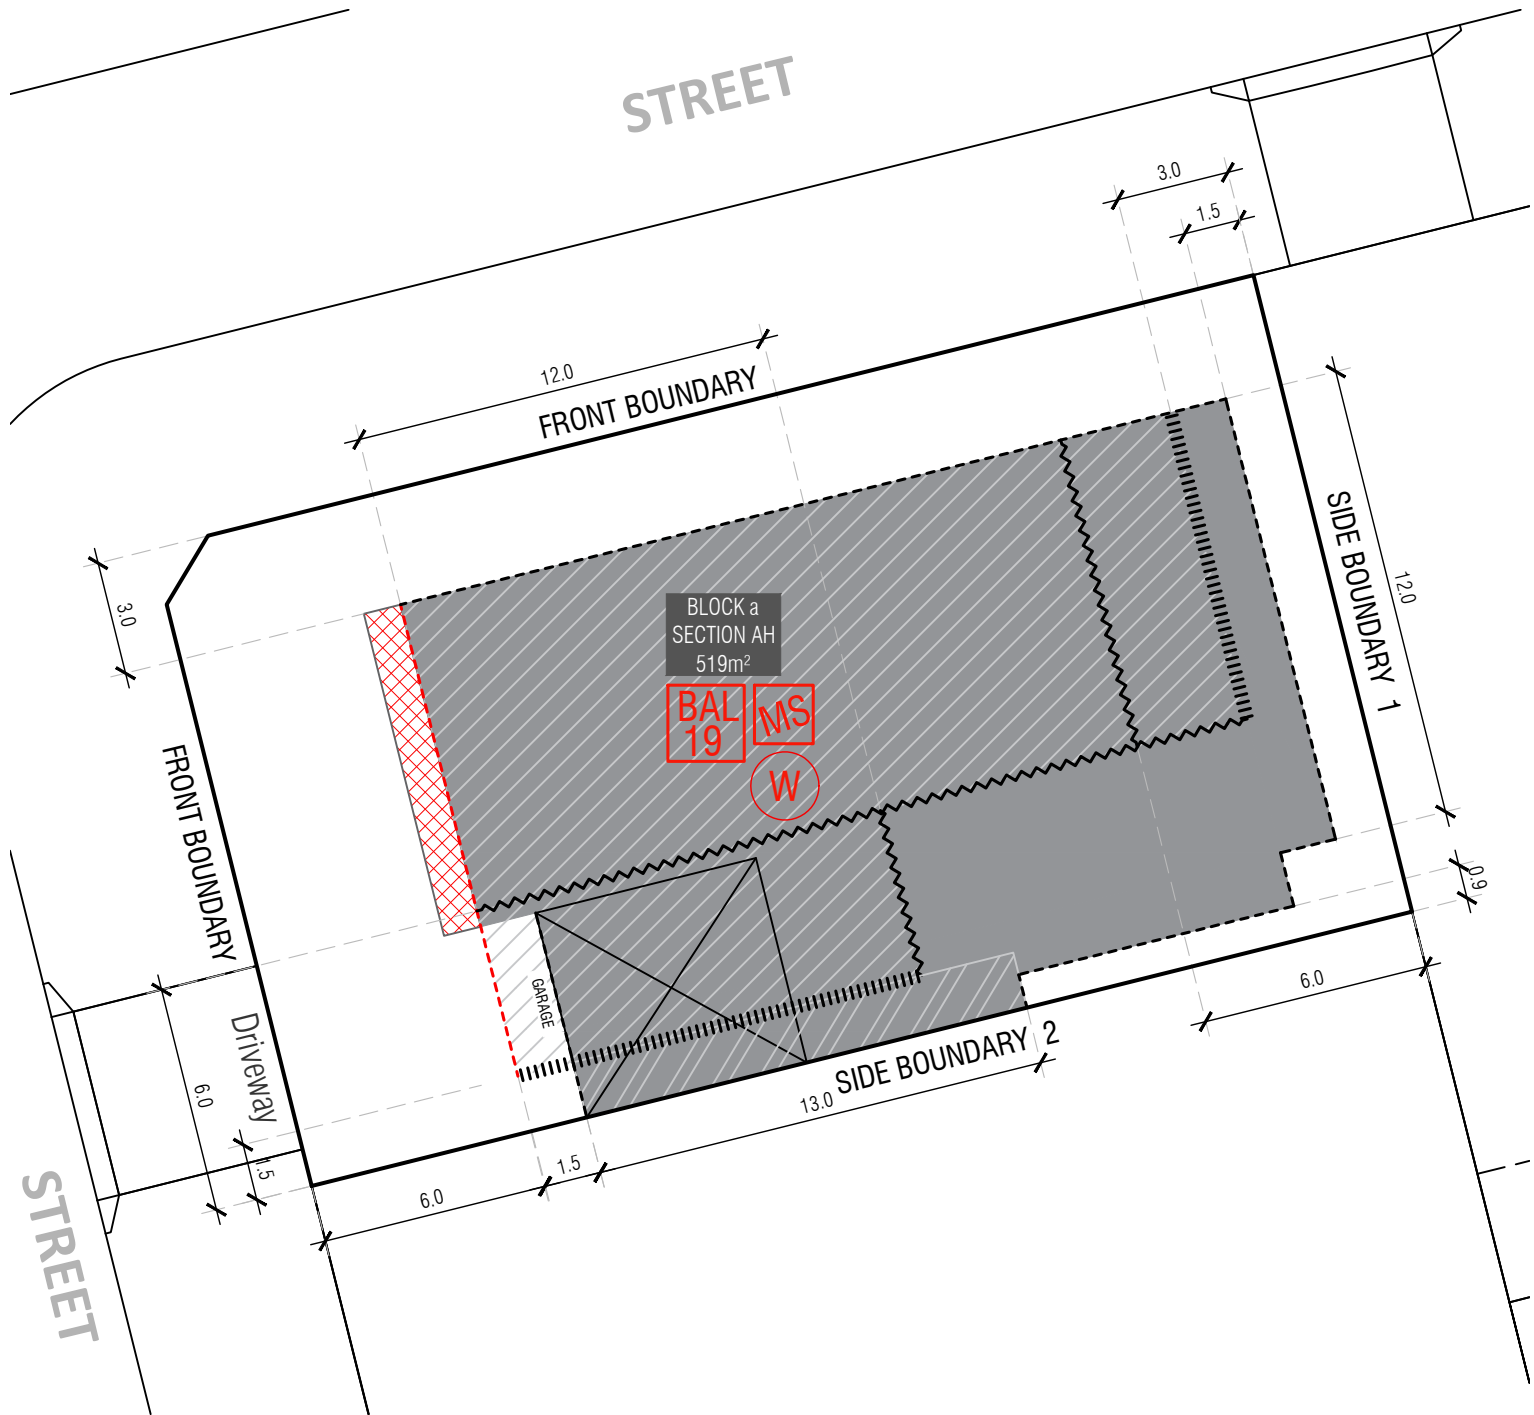 STREET
3.0
1.5
12.0
FRONT BOUNDARY
SIDE BOUNDARY 1
12.0
3.0
BLOCK a
SECTION AH
519m²
BAL
19
MS
W
FRONT BOUNDARY
0.9
GARAGE
6.0
Driveway
6.0
SIDE BOUNDARY 2
13.0
1.5
1.5
6.0
STREET